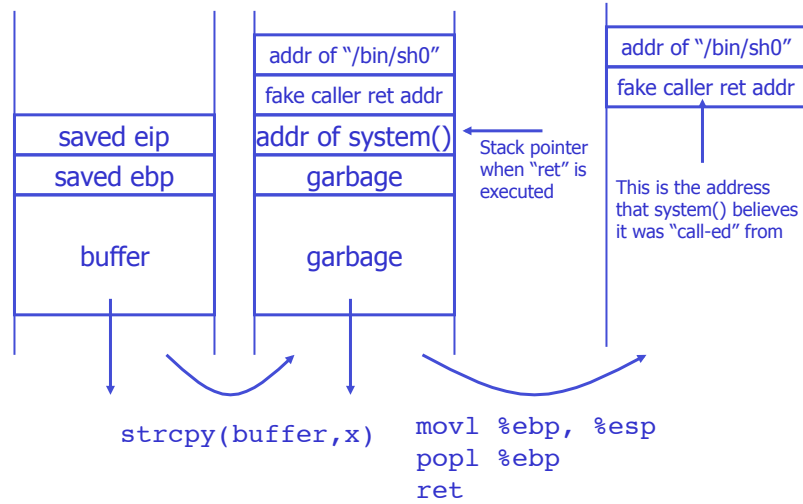 saved eip
saved ebp
buffer
addr of “/bin/sh0”
fake caller ret addr
addr of system()
garbage
garbage
Stack pointer
when “ret” is
executed
addr of “/bin/sh0”
fake caller ret addr
This is the address
that system() believes
it was “call-ed” from
strcpy(buffer,x)
movl %ebp, %esp
popl %ebp
ret